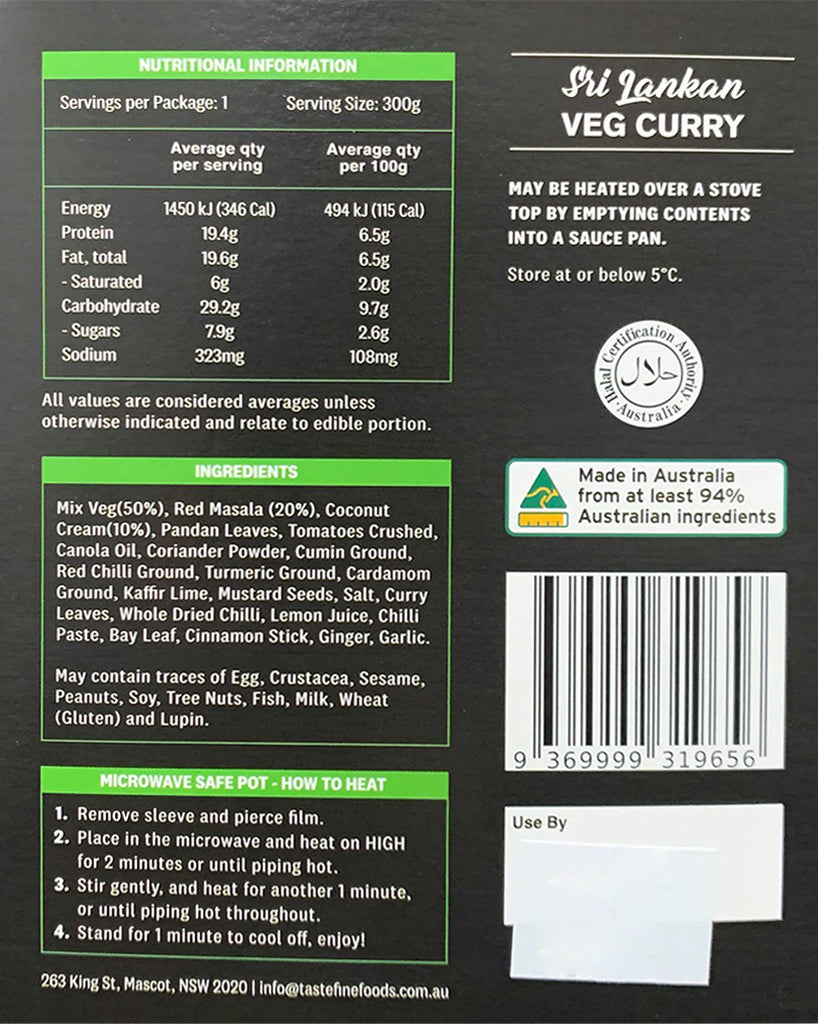 NUTRITIONAL INFORMATION
Servings per Package: 1 Serving Size: 300g
Average qty per serving Average qty per 100g
Energy 1450 kJ (346 Cal) 494 kJ (115 Cal)
Protein 19.4g 6.5g
Fat, total 19.6g 6.5g
- Saturated 6g 2.0g
Carbohydrate 29.2g 9.7g
- Sugars 7.9g 2.6g
Sodium 323mg 108mg
All values are considered averages unless
otherwise indicated and relate to edible portion.
INGREDIENTS
Mix Veg(50%), Red Masala (20%), Coconut
Cream(10%), Pandan Leaves, Tomatoes Crushed,
Canola Oil, Coriander Powder, Cumin Ground,
Red Chilli Ground, Turmeric Ground, Cardamom
Ground, Kaffir Lime, Mustard Seeds, Salt, Curry
Leaves, Whole Dried Chilli, Lemon Juice, Chilli
Paste, Bay Leaf, Cinnamon Stick, Ginger, Garlic.
May contain traces of Egg, Crustacea, Sesame,
Peanuts, Soy, Tree Nuts, Fish, Milk, Wheat
(Gluten) and Lupin.
MICROWAVE SAFE POT - HOW TO HEAT
1. Remove sleeve and pierce film.
2. Place in the microwave and heat on HIGH
for 2 minutes or until piping hot.
3. Stir gently, and heat for another 1 minute,
or until piping hot throughout.
4. Stand for 1 minute to cool off, enjoy!
263 King St, Mascot, NSW 2020 | info@tastefinefoods.com.au
Sri Lankan
VEG CURRY
MAY BE HEATED OVER A STOVE
TOP BY EMPTYING CONTENTS
INTO A SAUCE PAN.
Store at or below 5°C.
Halal Certification Authority
حلال
· Australia ·
Made in Australia
from at least 94%
Australian ingredients
9 369999 319656
Use By